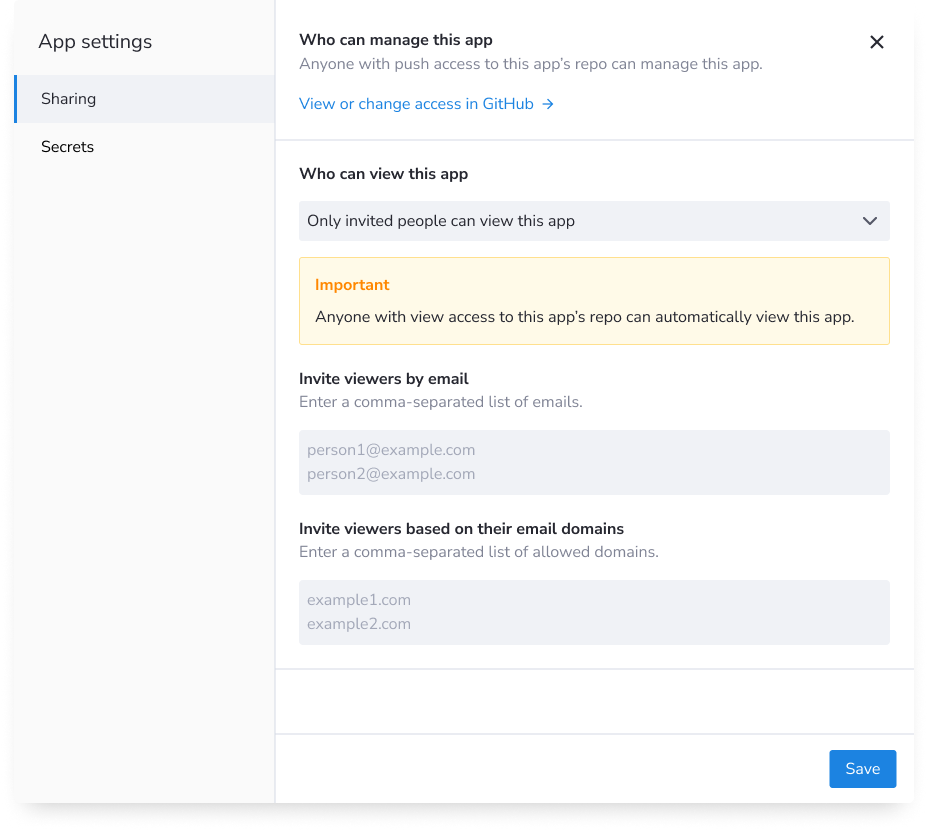 App settings
Sharing
Secrets
Who can manage this app
Anyone with push access to this app’s repo can manage this app.
View or change access in GitHub →
Who can view this app
Only invited people can view this app
Important
Anyone with view access to this app’s repo can automatically view this app.
Invite viewers by email
Enter a comma-separated list of emails.
person1@example.com
person2@example.com
Invite viewers based on their email domains
Enter a comma-separated list of allowed domains.
example1.com
example2.com
Save